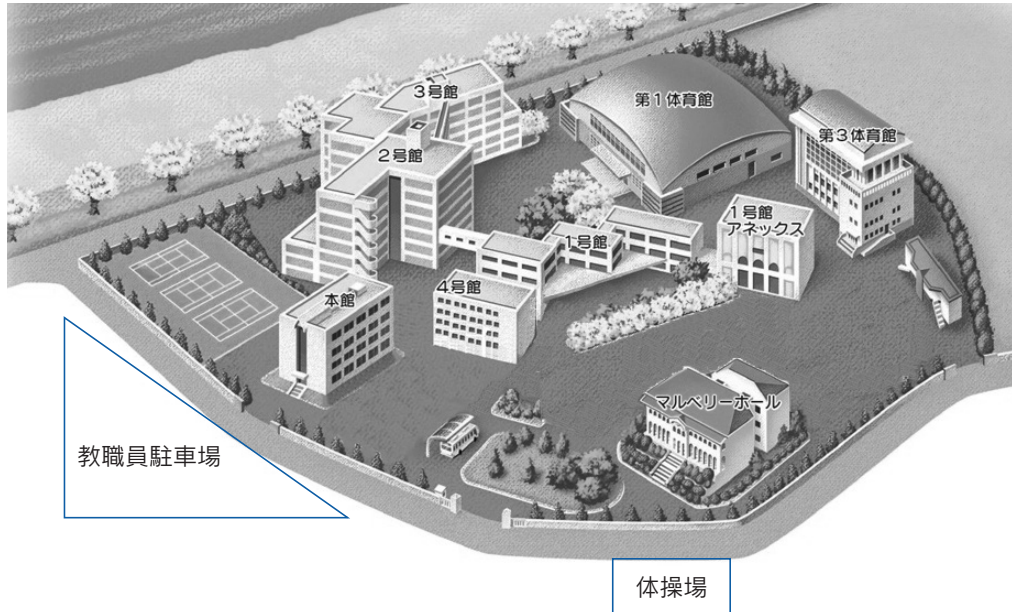 3号館
第1体育館
第3体育館
2号館
1号館
アネックス
1号館
4号館
本館
マルベリーホール
教職員駐車場
体操場